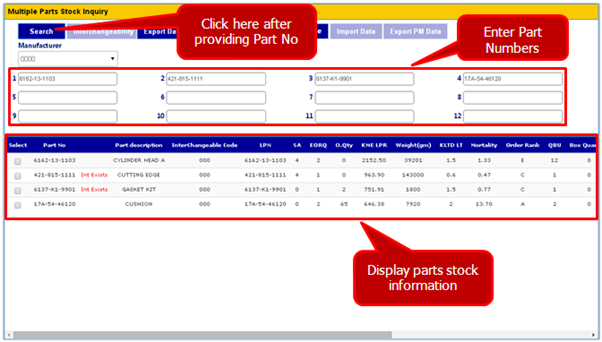 Multiple Parts Stock Inquiry
Search Interchangeability Export Data Import Data Export PM Data
Click here after providing Part No
Enter Part Numbers
Manufacturer
0000
1 6162-13-1103 2 421-815-1111 3 6137-K1-9901 4 17A-54-46120
5 6 7 8
9 10 11 12
Select Part No Part description InterChangeable Code LPN SA EORQ O.Qty KME LPR Weight(gm) KLTD LT Mortality Order Rank QBU Box Quan
6162-13-1103 CYLINDER HEAD A 000 6162-13-1103 4 2 0 2152.50 39201 1.5 1.33 E 12 0
421-815-1111 Int Exists CUTTING EDGE 000 421-815-1111 4 1 0 963.90 143000 0.6 0.47 C 1 0
6137-K1-9901 Int Exists GASKET KIT 000 6137-K1-9901 0 1 2 751.91 1800 1.5 0.77 C 1 0
17A-54-46120 CUSHION 000 17A-54-46120 0 2 65 646.38 7920 2 13.70 A 2 0
Display parts stock information